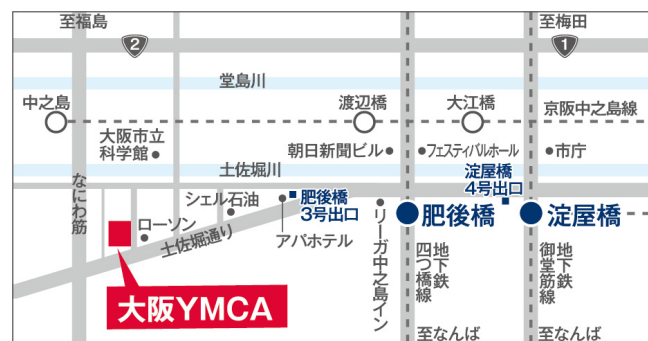 至福島
至梅田
2
1
堂島川
中之島
渡辺橋
大江橋
京阪中之島線
大阪市立
科学館
朝日新聞ビル
フェスティバルホール
市庁
土佐堀川
淀屋橋
4号出口
なにわ筋
シェル石油
肥後橋
3号出口
肥後橋
淀屋橋
ローソン
土佐堀通り
アパホテル
リーガ中之島イン
地下鉄
四つ橋線
地下鉄
御堂筋線
大阪YMCA
至なんば
至なんば